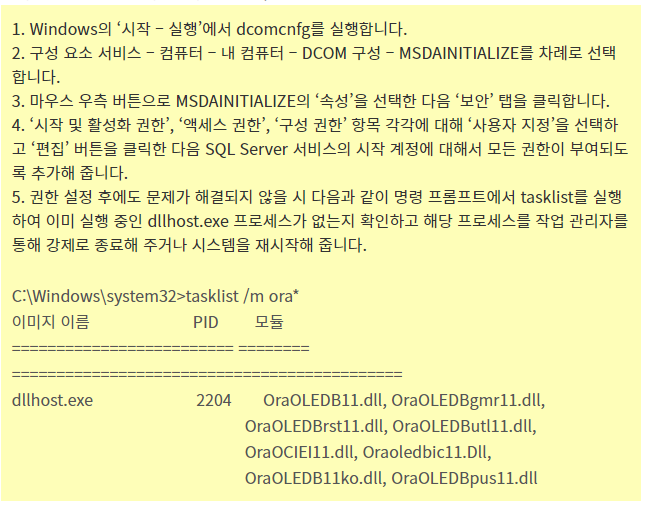 1. Windows의 ‘시작 – 실행’에서 dcomcnfg를 실행합니다.
2. 구성 요소 서비스 – 컴퓨터 – 내 컴퓨터 – DCOM 구성 – MSDAINITIALIZE를 차례로 선택
합니다.
3. 마우스 우측 버튼으로 MSDAINITIALIZE의 ‘속성’을 선택한 다음 ‘보안’ 탭을 클릭합니다.
4. ‘시작 및 활성화 권한’, ‘액세스 권한’, ‘구성 권한’ 항목 각각에 대해 ‘사용자 지정’을 선택하
고 ‘편집’ 버튼을 클릭한 다음 SQL Server 서비스의 시작 계정에 대해서 모든 권한이 부여되도
록 추가해 줍니다.
5. 권한 설정 후에도 문제가 해결되지 않을 시 다음과 같이 명령 프롬프트에서 tasklist를 실행
하여 이미 실행 중인 dllhost.exe 프로세스가 없는지 확인하고 해당 프로세스를 작업 관리자를
통해 강제로 종료해 주거나 시스템을 재시작해 줍니다.
C:\Windows\system32>tasklist /m ora*
이미지 이름 PID 모듈
========================= ========
============================================
dllhost.exe 2204 OraOLEDB11.dll, OraOLEDBgmr11.dll,
OraOLEDBrst11.dll, OraOLEDButl11.dll,
OraOCIEI11.dll, Oraoledbic11.Dll,
OraOLEDB11ko.dll, OraOLEDBpus11.dll